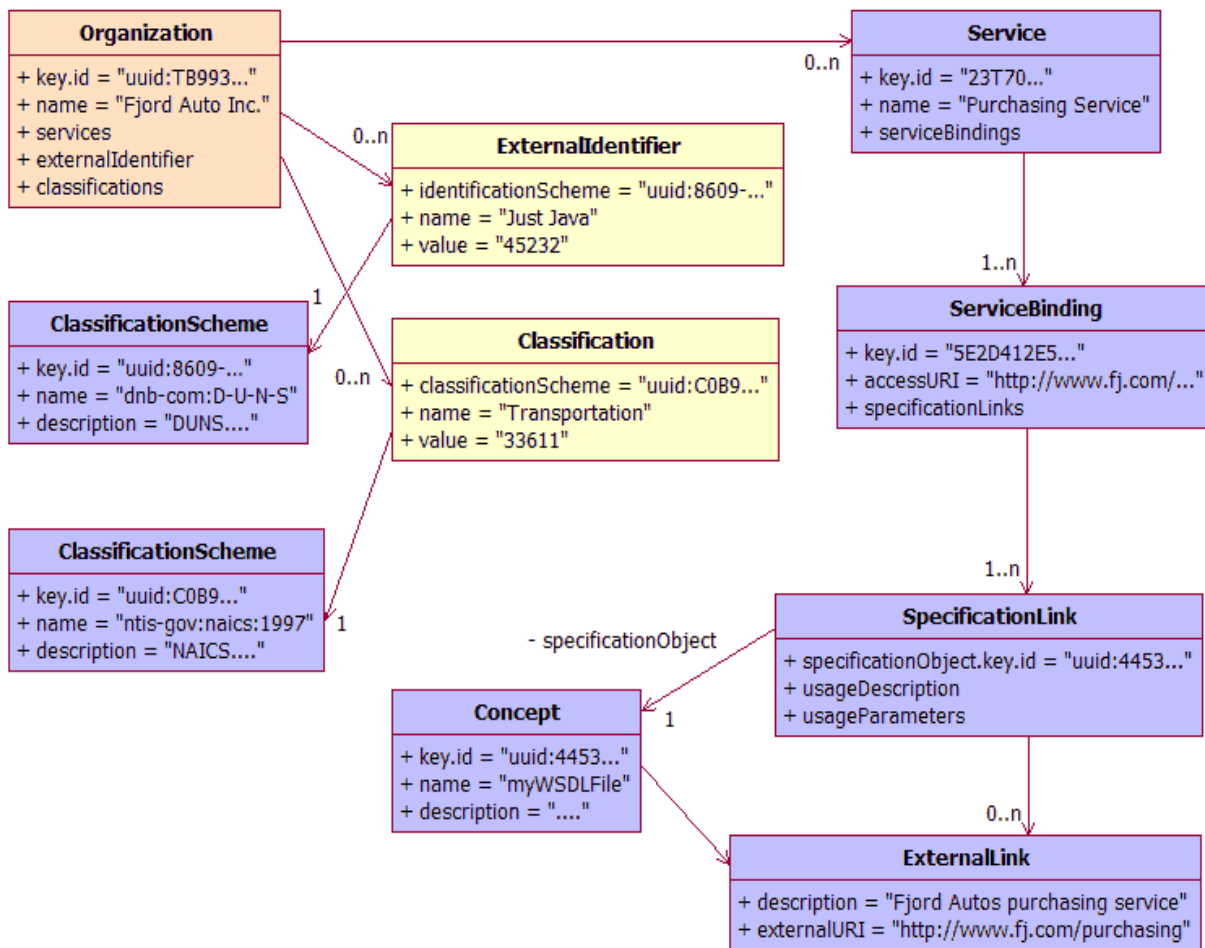 Organization
+ key.id = "uuid:TB993..."
+ name = "Fjord Auto Inc."
+ services
+ externalIdentifier
+ classifications
0..n
Service
+ key.id = "23T70..."
+ name = "Purchasing Service"
+ serviceBindings
0..n
ExternalIdentifier
+ identificationScheme = "uuid:8609-..."
+ name = "Just Java"
+ value = "45232"
1
1..n
ClassificationScheme
+ key.id = "uuid:8609-..."
+ name = "dnb-com:D-U-N-S"
+ description = "DUNS...."
0..n
Classification
+ classificationScheme = "uuid:C0B9..."
+ name = "Transportation"
+ value = "33611"
ServiceBinding
+ key.id = "5E2D412E5..."
+ accessURI = "http://www.fj.com/..."
+ specificationLinks
ClassificationScheme
+ key.id = "uuid:C0B9..."
+ name = "ntis-gov:naics:1997"
+ description = "NAICS...."
1
1..n
- specificationObject
SpecificationLink
+ specificationObject.key.id = "uuid:4453..."
+ usageDescription
+ usageParameters
1
Concept
+ key.id = "uuid:4453..."
+ name = "myWSDLFile"
+ description = "...."
0..n
ExternalLink
+ description = "Fjord Autos purchasing service"
+ externalURI = "http://www.fj.com/purchasing"